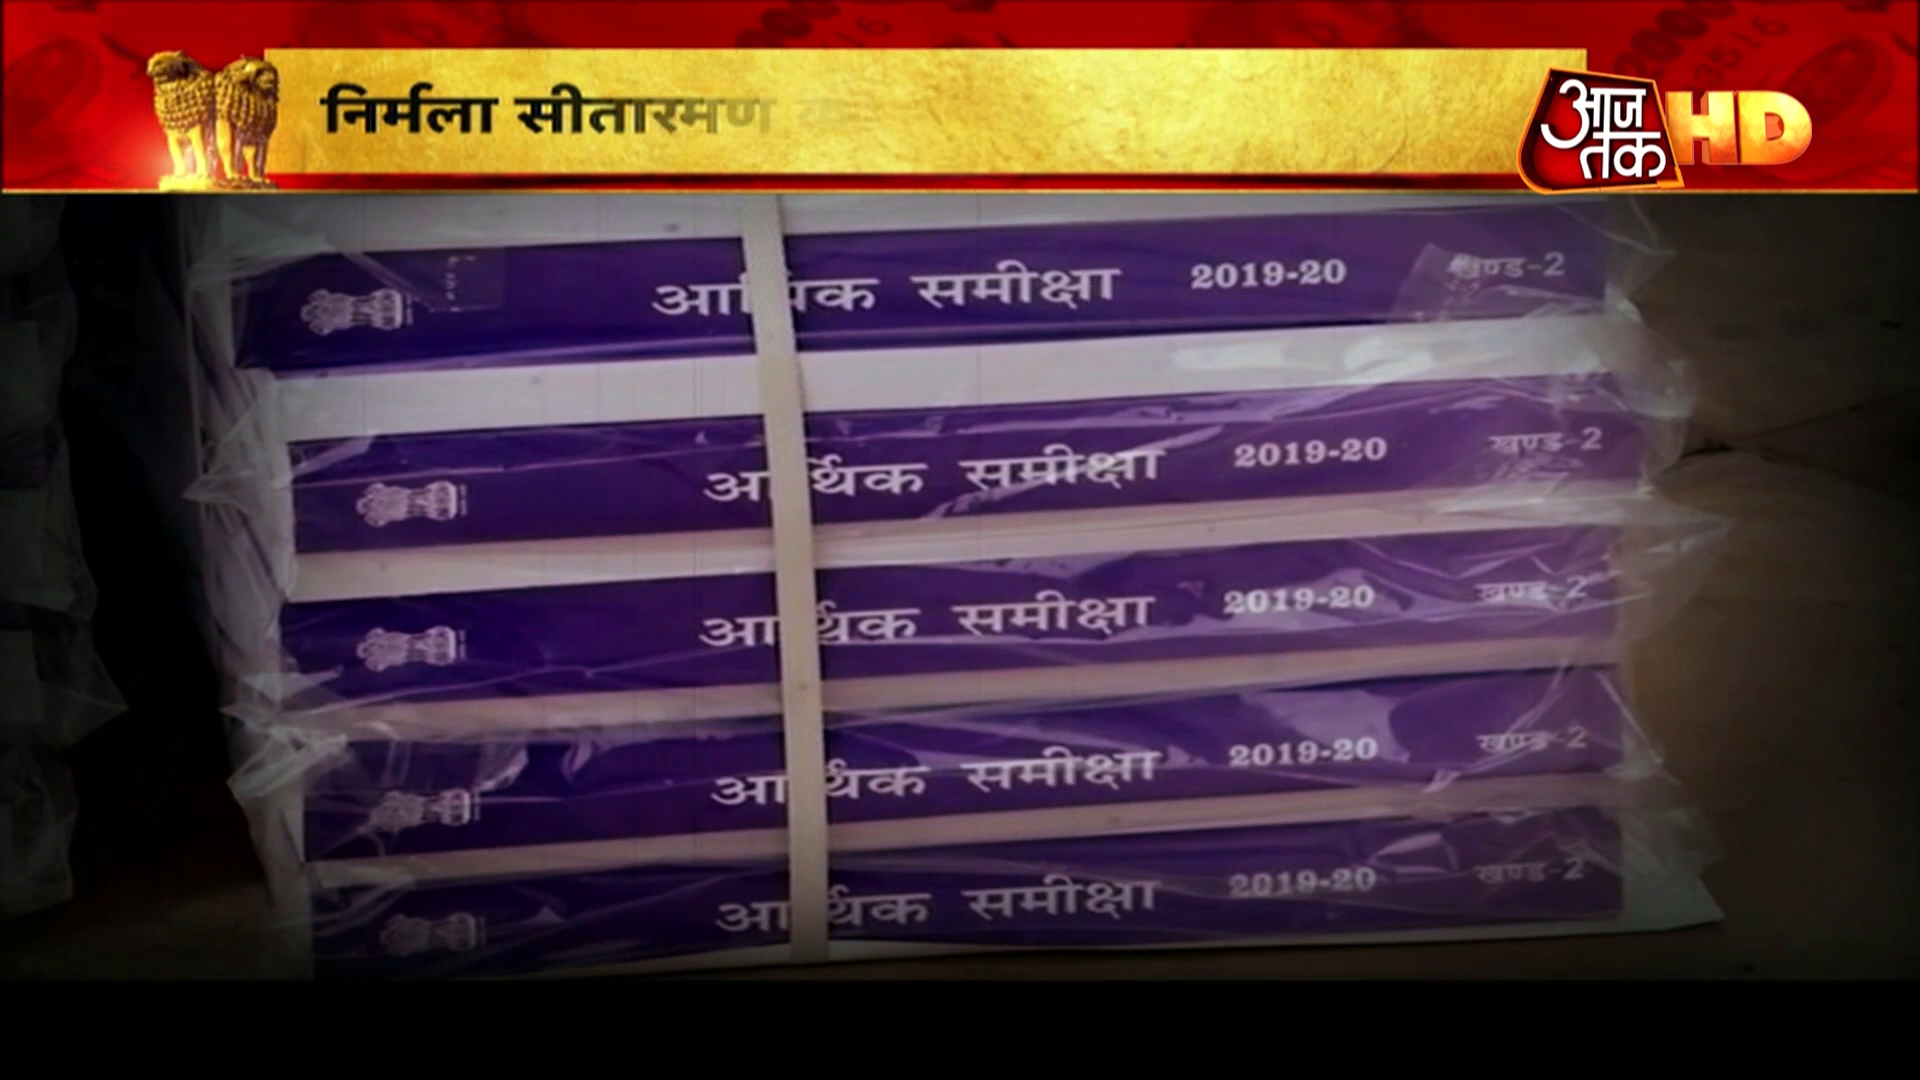 निर्मला सीतारमण
आज तक HD
आर्थिक समीक्षा 2019-20 खण्ड-2
आर्थिक समीक्षा 2019-20 खण्ड-2
आर्थिक समीक्षा 2019-20 खण्ड-2
आर्थिक समीक्षा 2019-20 खण्ड-2
आर्थिक समीक्षा 2019-20 खण्ड-2